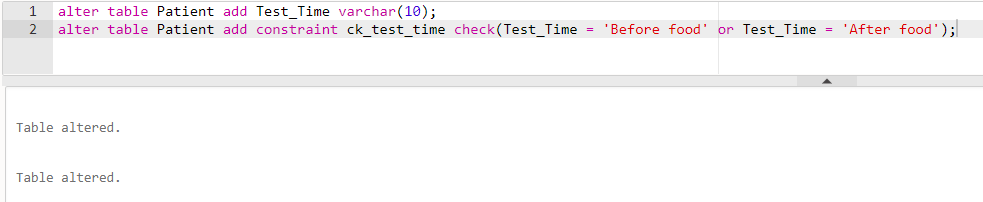 1 alter table Patient add Test_Time varchar(10);
2 alter table Patient add constraint ck_test_time check(Test_Time = 'Before food' or Test_Time = 'After food');
Table altered.
Table altered.